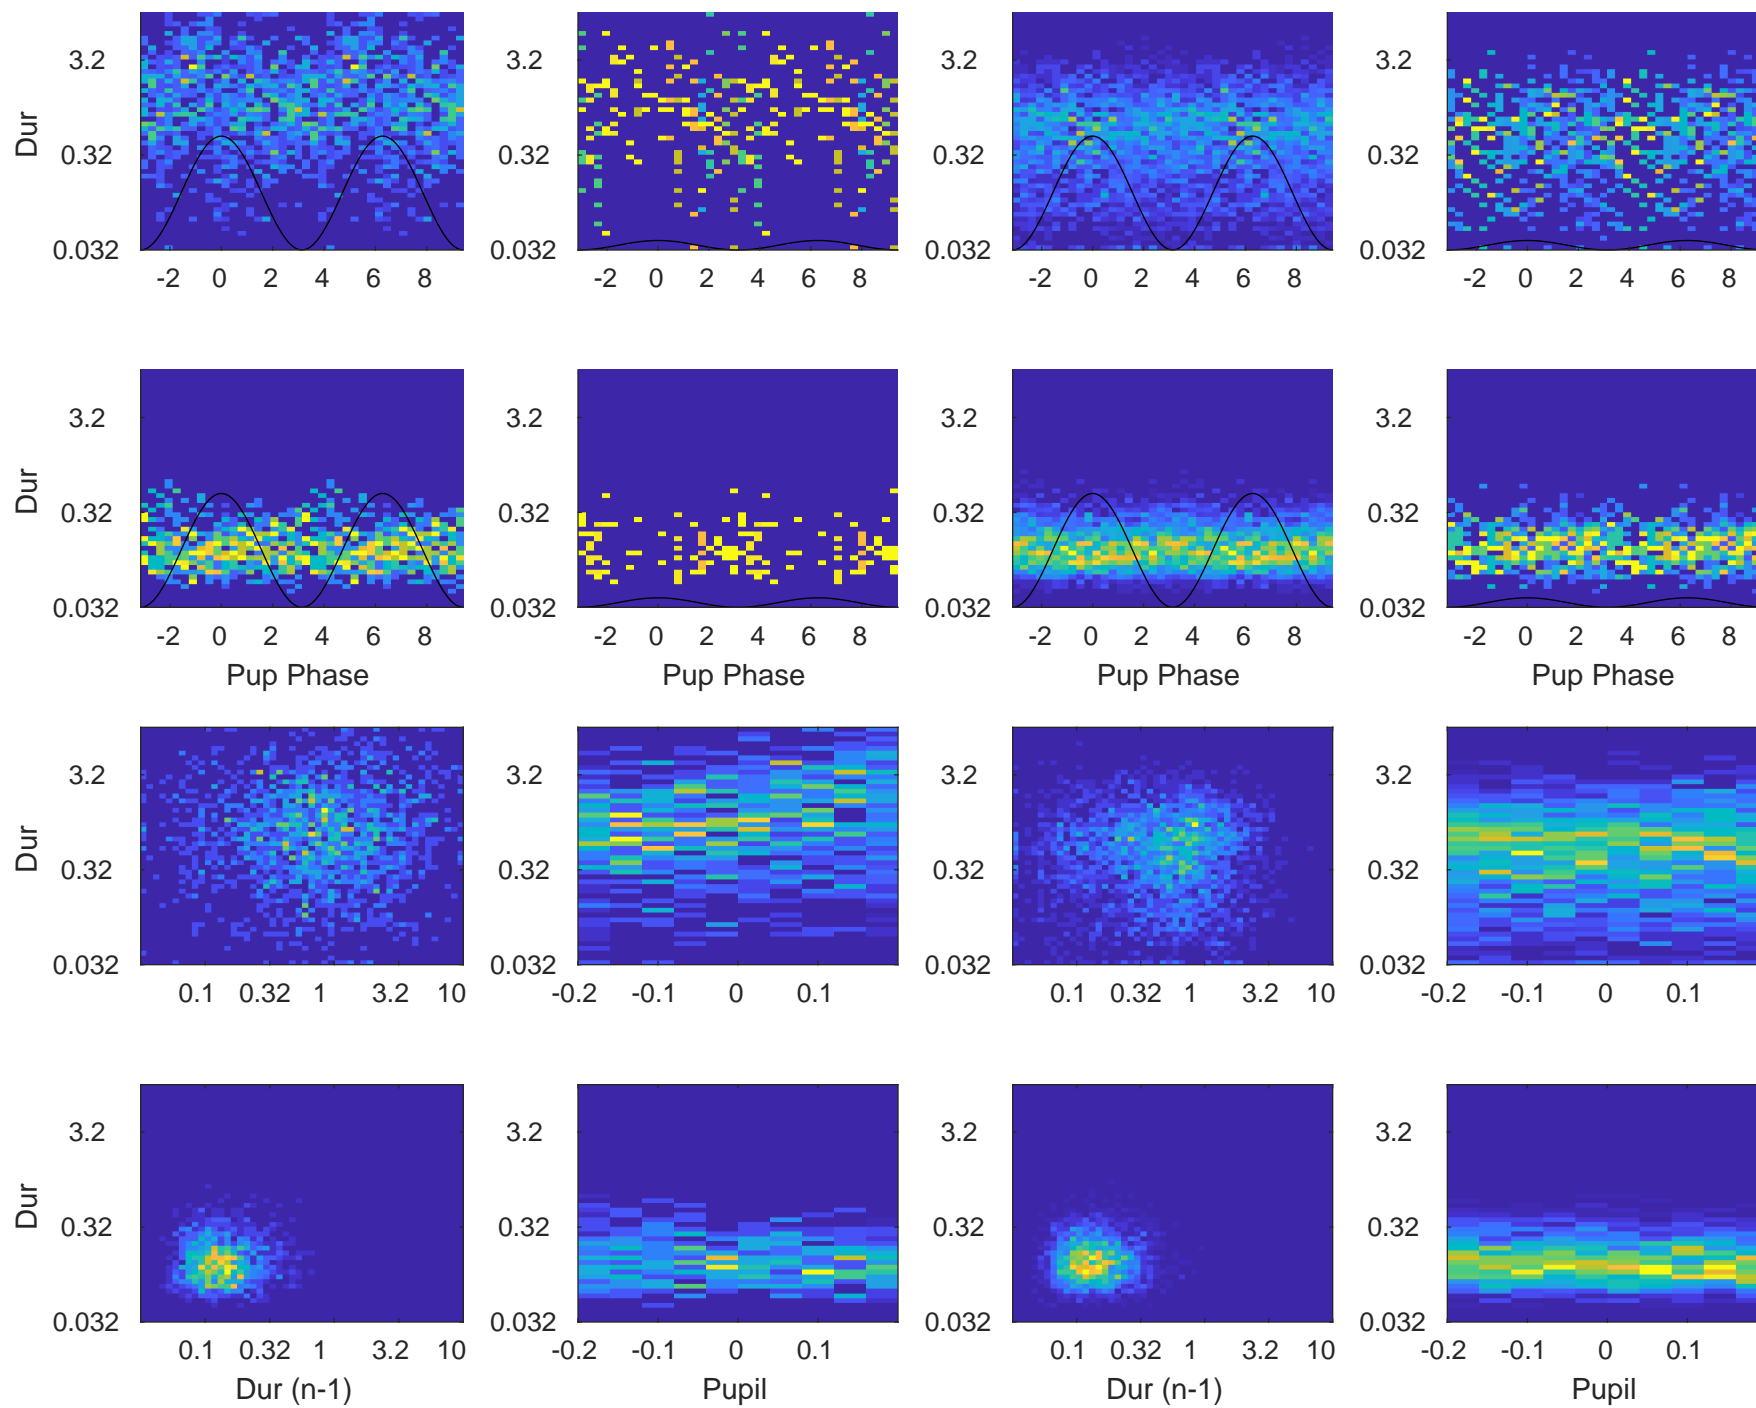 3.2 3.2 3.2 3.2
Dur
0.32 0.32 0.32 0.32
0.032 0.032 0.032 0.032
-2 0 2 4 6 8 -2 0 2 4 6 8 -2 0 2 4 6 8 -2 0 2 4 6 8
3.2 3.2 3.2 3.2
Dur
0.32 0.32 0.32 0.32
0.032 0.032 0.032 0.032
-2 0 2 4 6 8 -2 0 2 4 6 8 -2 0 2 4 6 8 -2 0 2 4 6 8
Pup Phase Pup Phase Pup Phase Pup Phase
3.2 3.2 3.2 3.2
Dur
0.32 0.32 0.32 0.32
0.032 0.032 0.032 0.032
0.1 0.32 1 3.2 10 -0.2 -0.1 0 0.1 0.1 0.32 1 3.2 10 -0.2 -0.1 0 0.1
3.2 3.2 3.2 3.2
Dur
0.32 0.32 0.32 0.32
0.032 0.032 0.032 0.032
0.1 0.32 1 3.2 10 -0.2 -0.1 0 0.1 0.1 0.32 1 3.2 10 -0.2 -0.1 0 0.1
Dur (n-1) Pupil Dur (n-1) Pupil